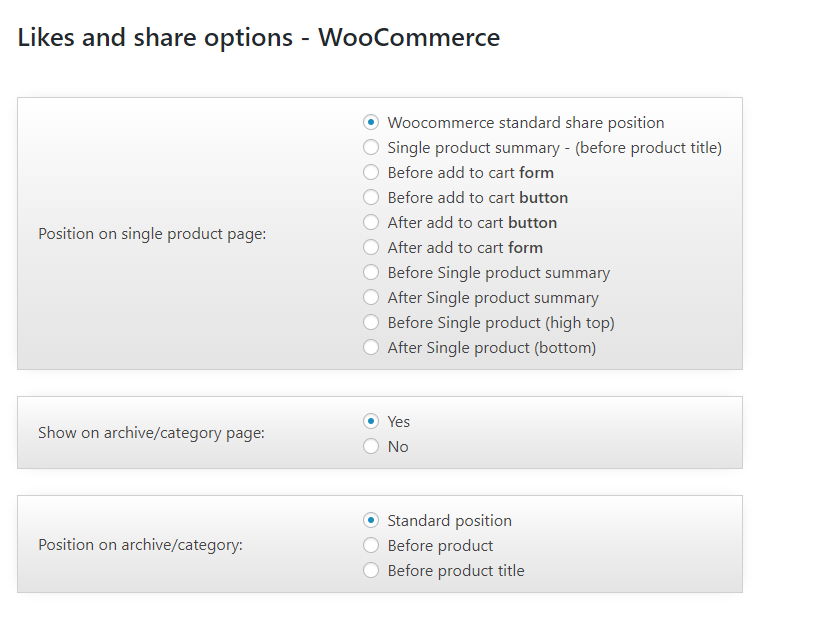 Likes and share options - WooCommerce
Position on single product page:
Woocommerce standard share position
Single product summary - (before product title)
Before add to cart form
Before add to cart button
After add to cart button
After add to cart form
Before Single product summary
After Single product summary
Before Single product (high top)
After Single product (bottom)
Show on archive/category page:
Yes
No
Position on archive/category:
Standard position
Before product
Before product title